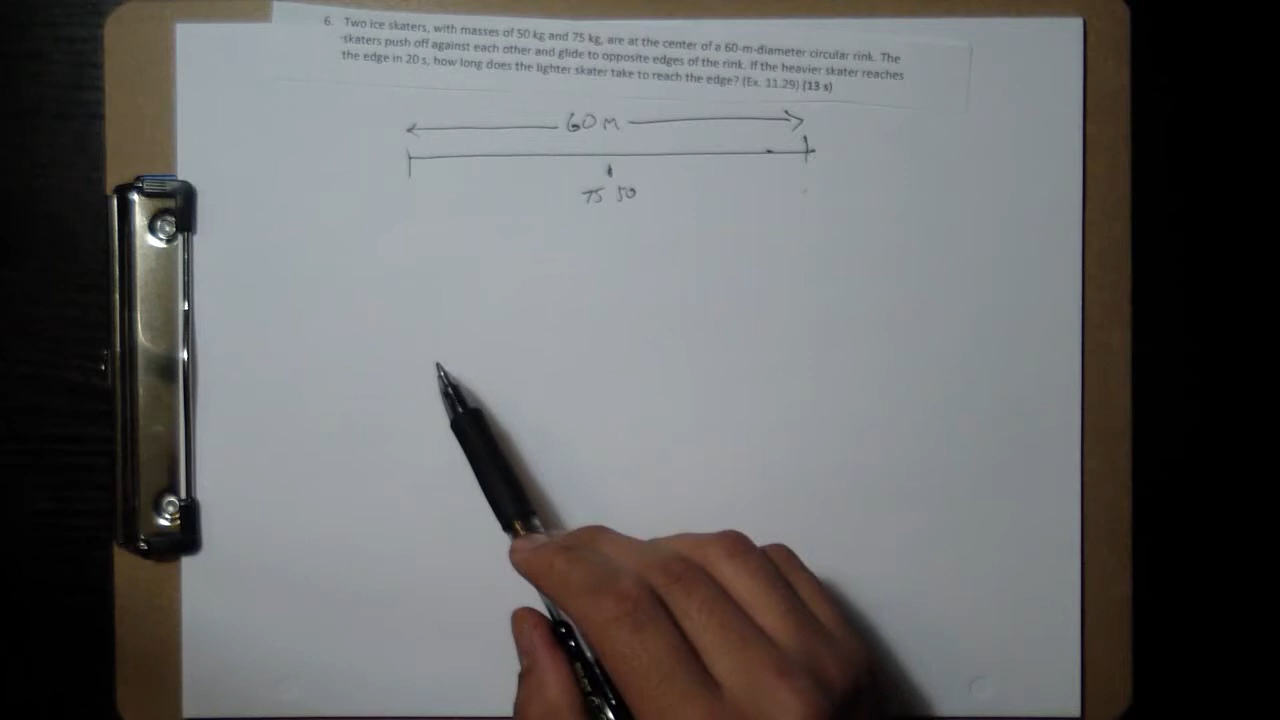 6. Two ice skaters, with masses of 50 kg and 75 kg, are at the center of a 60-m-diameter circular rink. The
skaters push off against each other and glide to opposite edges of the rink. If the heavier skater reaches
the edge in 20 s, how long does the lighter skater take to reach the edge? (Ex. 11.29) (13 s)
60 M
75 50